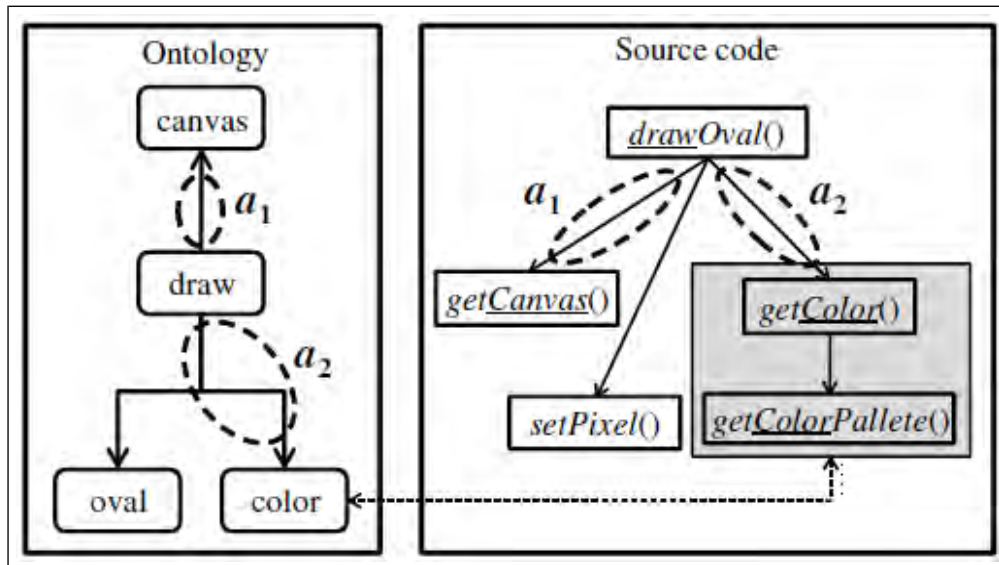 Ontology
canvas
a1
draw
a2
oval
color
Source code
drawOval()
a1
a2
getCanvas()
getColor()
setPixel()
getColorPallete()